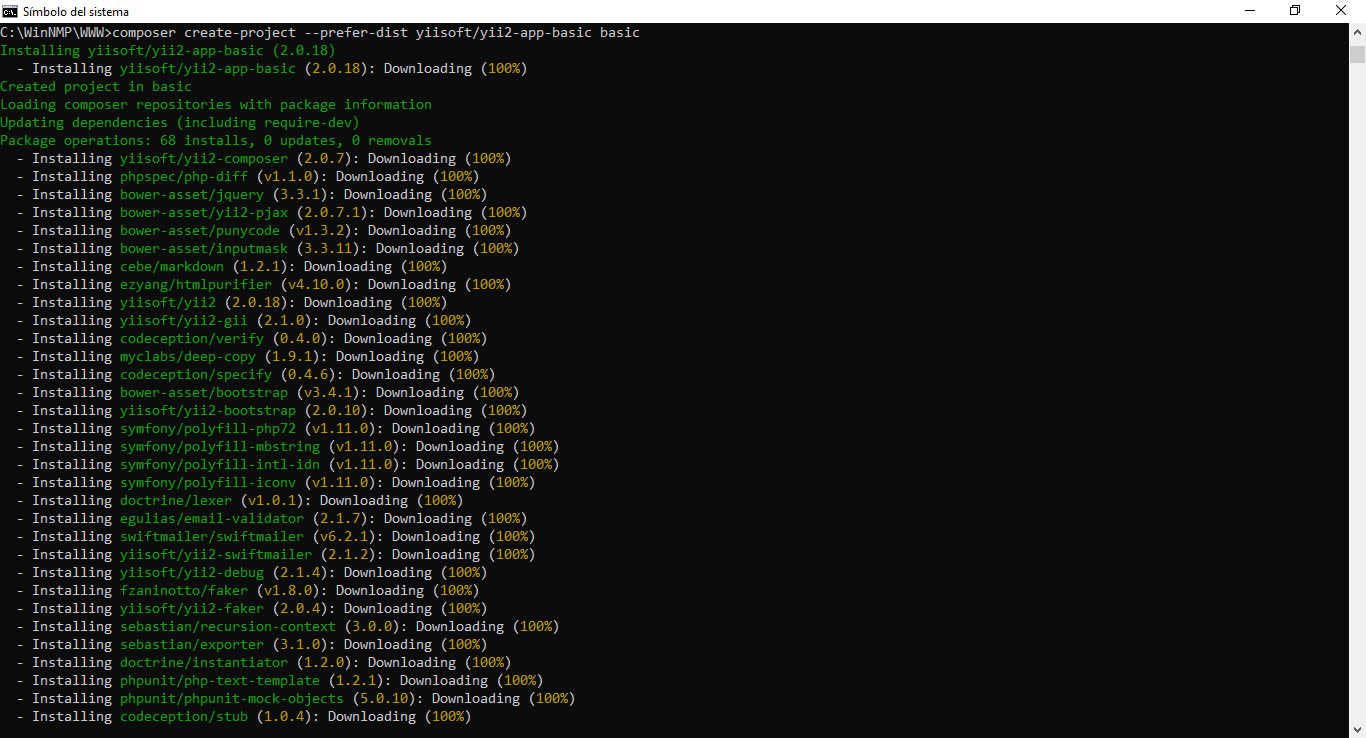 Símbolo del sistema
C:\WinNMP\WWW>composer create-project --prefer-dist yiisoft/yii2-app-basic basic
Installing yiisoft/yii2-app-basic (2.0.18)
  - Installing yiisoft/yii2-app-basic (2.0.18): Downloading (100%)
Created project in basic
Loading composer repositories with package information
Updating dependencies (including require-dev)
Package operations: 68 installs, 0 updates, 0 removals
  - Installing yiisoft/yii2-composer (2.0.7): Downloading (100%)
  - Installing phpspec/php-diff (v1.1.0): Downloading (100%)
  - Installing bower-asset/jquery (3.3.1): Downloading (100%)
  - Installing bower-asset/yii2-pjax (2.0.7.1): Downloading (100%)
  - Installing bower-asset/punycode (v1.3.2): Downloading (100%)
  - Installing bower-asset/inputmask (3.3.11): Downloading (100%)
  - Installing cebe/markdown (1.2.1): Downloading (100%)
  - Installing ezyang/htmlpurifier (v4.10.0): Downloading (100%)
  - Installing yiisoft/yii2 (2.0.18): Downloading (100%)
  - Installing yiisoft/yii2-gii (2.1.0): Downloading (100%)
  - Installing codeception/verify (0.4.0): Downloading (100%)
  - Installing myclabs/deep-copy (1.9.1): Downloading (100%)
  - Installing codeception/specify (0.4.6): Downloading (100%)
  - Installing bower-asset/bootstrap (v3.4.1): Downloading (100%)
  - Installing yiisoft/yii2-bootstrap (2.0.10): Downloading (100%)
  - Installing symfony/polyfill-php72 (v1.11.0): Downloading (100%)
  - Installing symfony/polyfill-mbstring (v1.11.0): Downloading (100%)
  - Installing symfony/polyfill-intl-idn (v1.11.0): Downloading (100%)
  - Installing symfony/polyfill-iconv (v1.11.0): Downloading (100%)
  - Installing doctrine/lexer (v1.0.1): Downloading (100%)
  - Installing egulias/email-validator (2.1.7): Downloading (100%)
  - Installing swiftmailer/swiftmailer (v6.2.1): Downloading (100%)
  - Installing yiisoft/yii2-swiftmailer (2.1.2): Downloading (100%)
  - Installing yiisoft/yii2-debug (2.1.4): Downloading (100%)
  - Installing fzaninotto/faker (v1.8.0): Downloading (100%)
  - Installing yiisoft/yii2-faker (2.0.4): Downloading (100%)
  - Installing sebastian/recursion-context (3.0.0): Downloading (100%)
  - Installing sebastian/exporter (3.1.0): Downloading (100%)
  - Installing doctrine/instantiator (1.2.0): Downloading (100%)
  - Installing phpunit/php-text-template (1.2.1): Downloading (100%)
  - Installing phpunit/phpunit-mock-objects (5.0.10): Downloading (100%)
  - Installing codeception/stub (1.0.4): Downloading (100%)